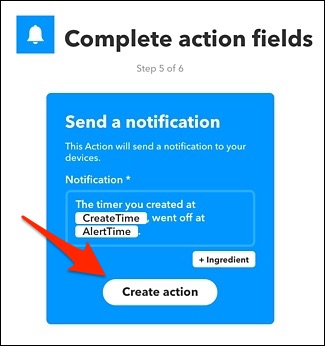 Complete action fields
Step 5 of 6
Send a notification
This Action will send a notification to your
devices.
Notification *
The timer you created at
CreateTime , went off at
AlertTime .
+ Ingredient
Create action